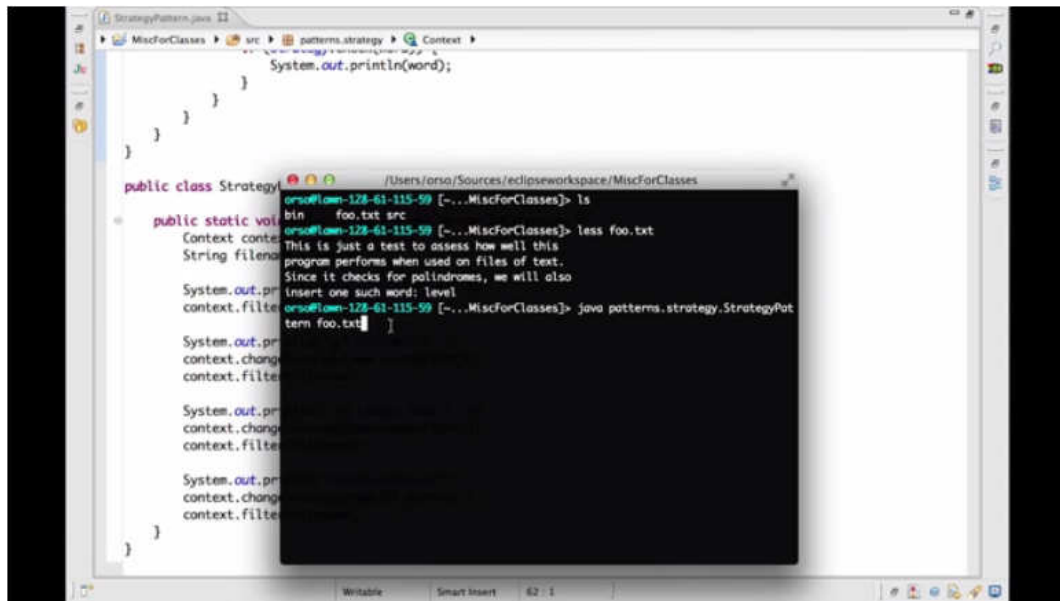 StrategyPattern.java
MiscForClasses src patterns.strategy Context
System.out.println(word);
}
}
}
}
}
public class Strategy
public static voi
Context conte
String filena
System.out.pr
context.filte
System.out.pr
context.chang
context.filte
System.out.pr
context.chang
context.filte
System.out.pr
context.chang
context.filte
}
}
/Users/orso/Sources/eclipseworkspace/MiscForClasses
orso@lawn-128-61-115-59 [~...MiscForClasses]> ls
bin foo.txt src
orso@lawn-128-61-115-59 [~...MiscForClasses]> less foo.txt
This is just a test to assess how well this
program performs when used on files of text.
Since it checks for palindromes, we will also
insert one such word: level
orso@lawn-128-61-115-59 [~...MiscForClasses]> java patterns.strategy.StrategyPat
tern foo.txt
Writable Smart Insert 62 : 1